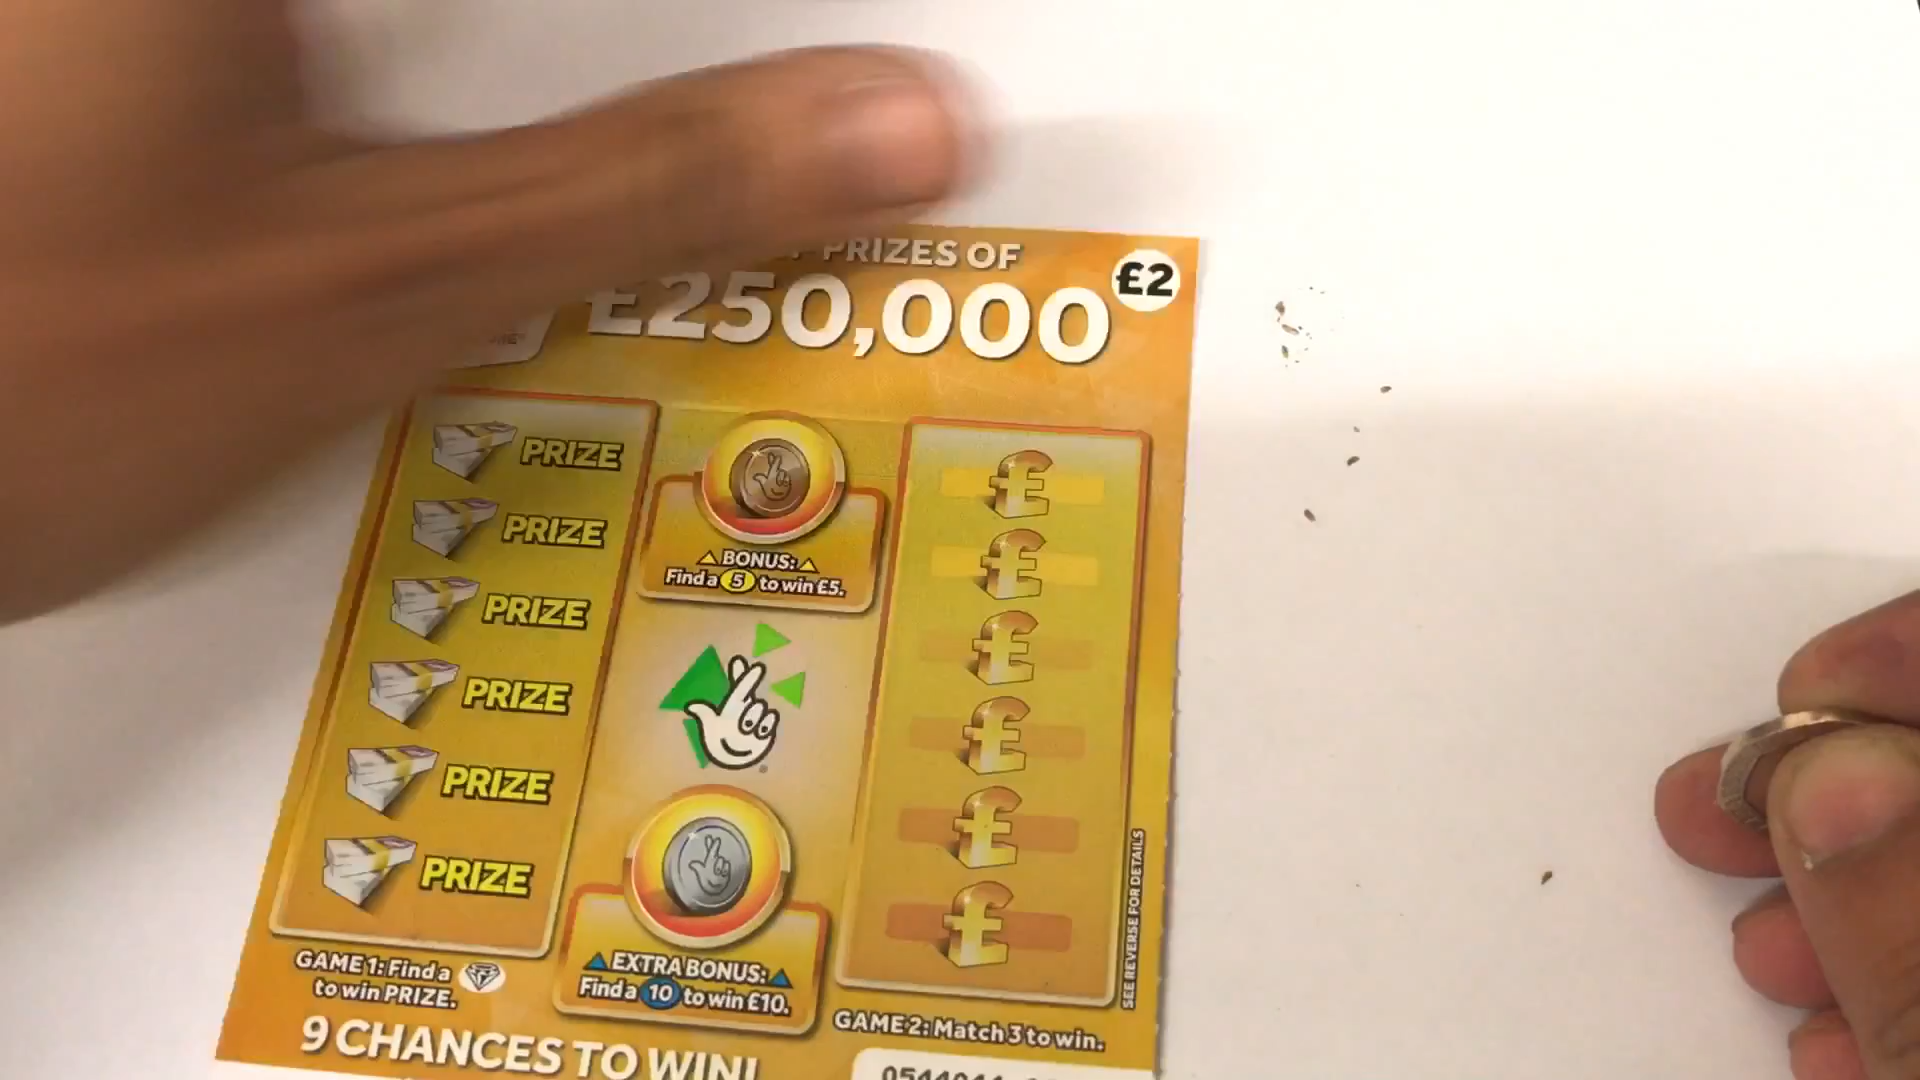 PRIZES OF
£250,000
£2
PRIZE
PRIZE
PRIZE
PRIZE
PRIZE
PRIZE
BONUS:
Find a 5 to win £5.
£
£
£
£
£
£
EXTRA BONUS:
Find a 10 to win £10.
GAME 1: Find a
to win PRIZE.
GAME 2: Match 3 to win.
SEE REVERSE FOR DETAILS
9 CHANCES TO WIN!